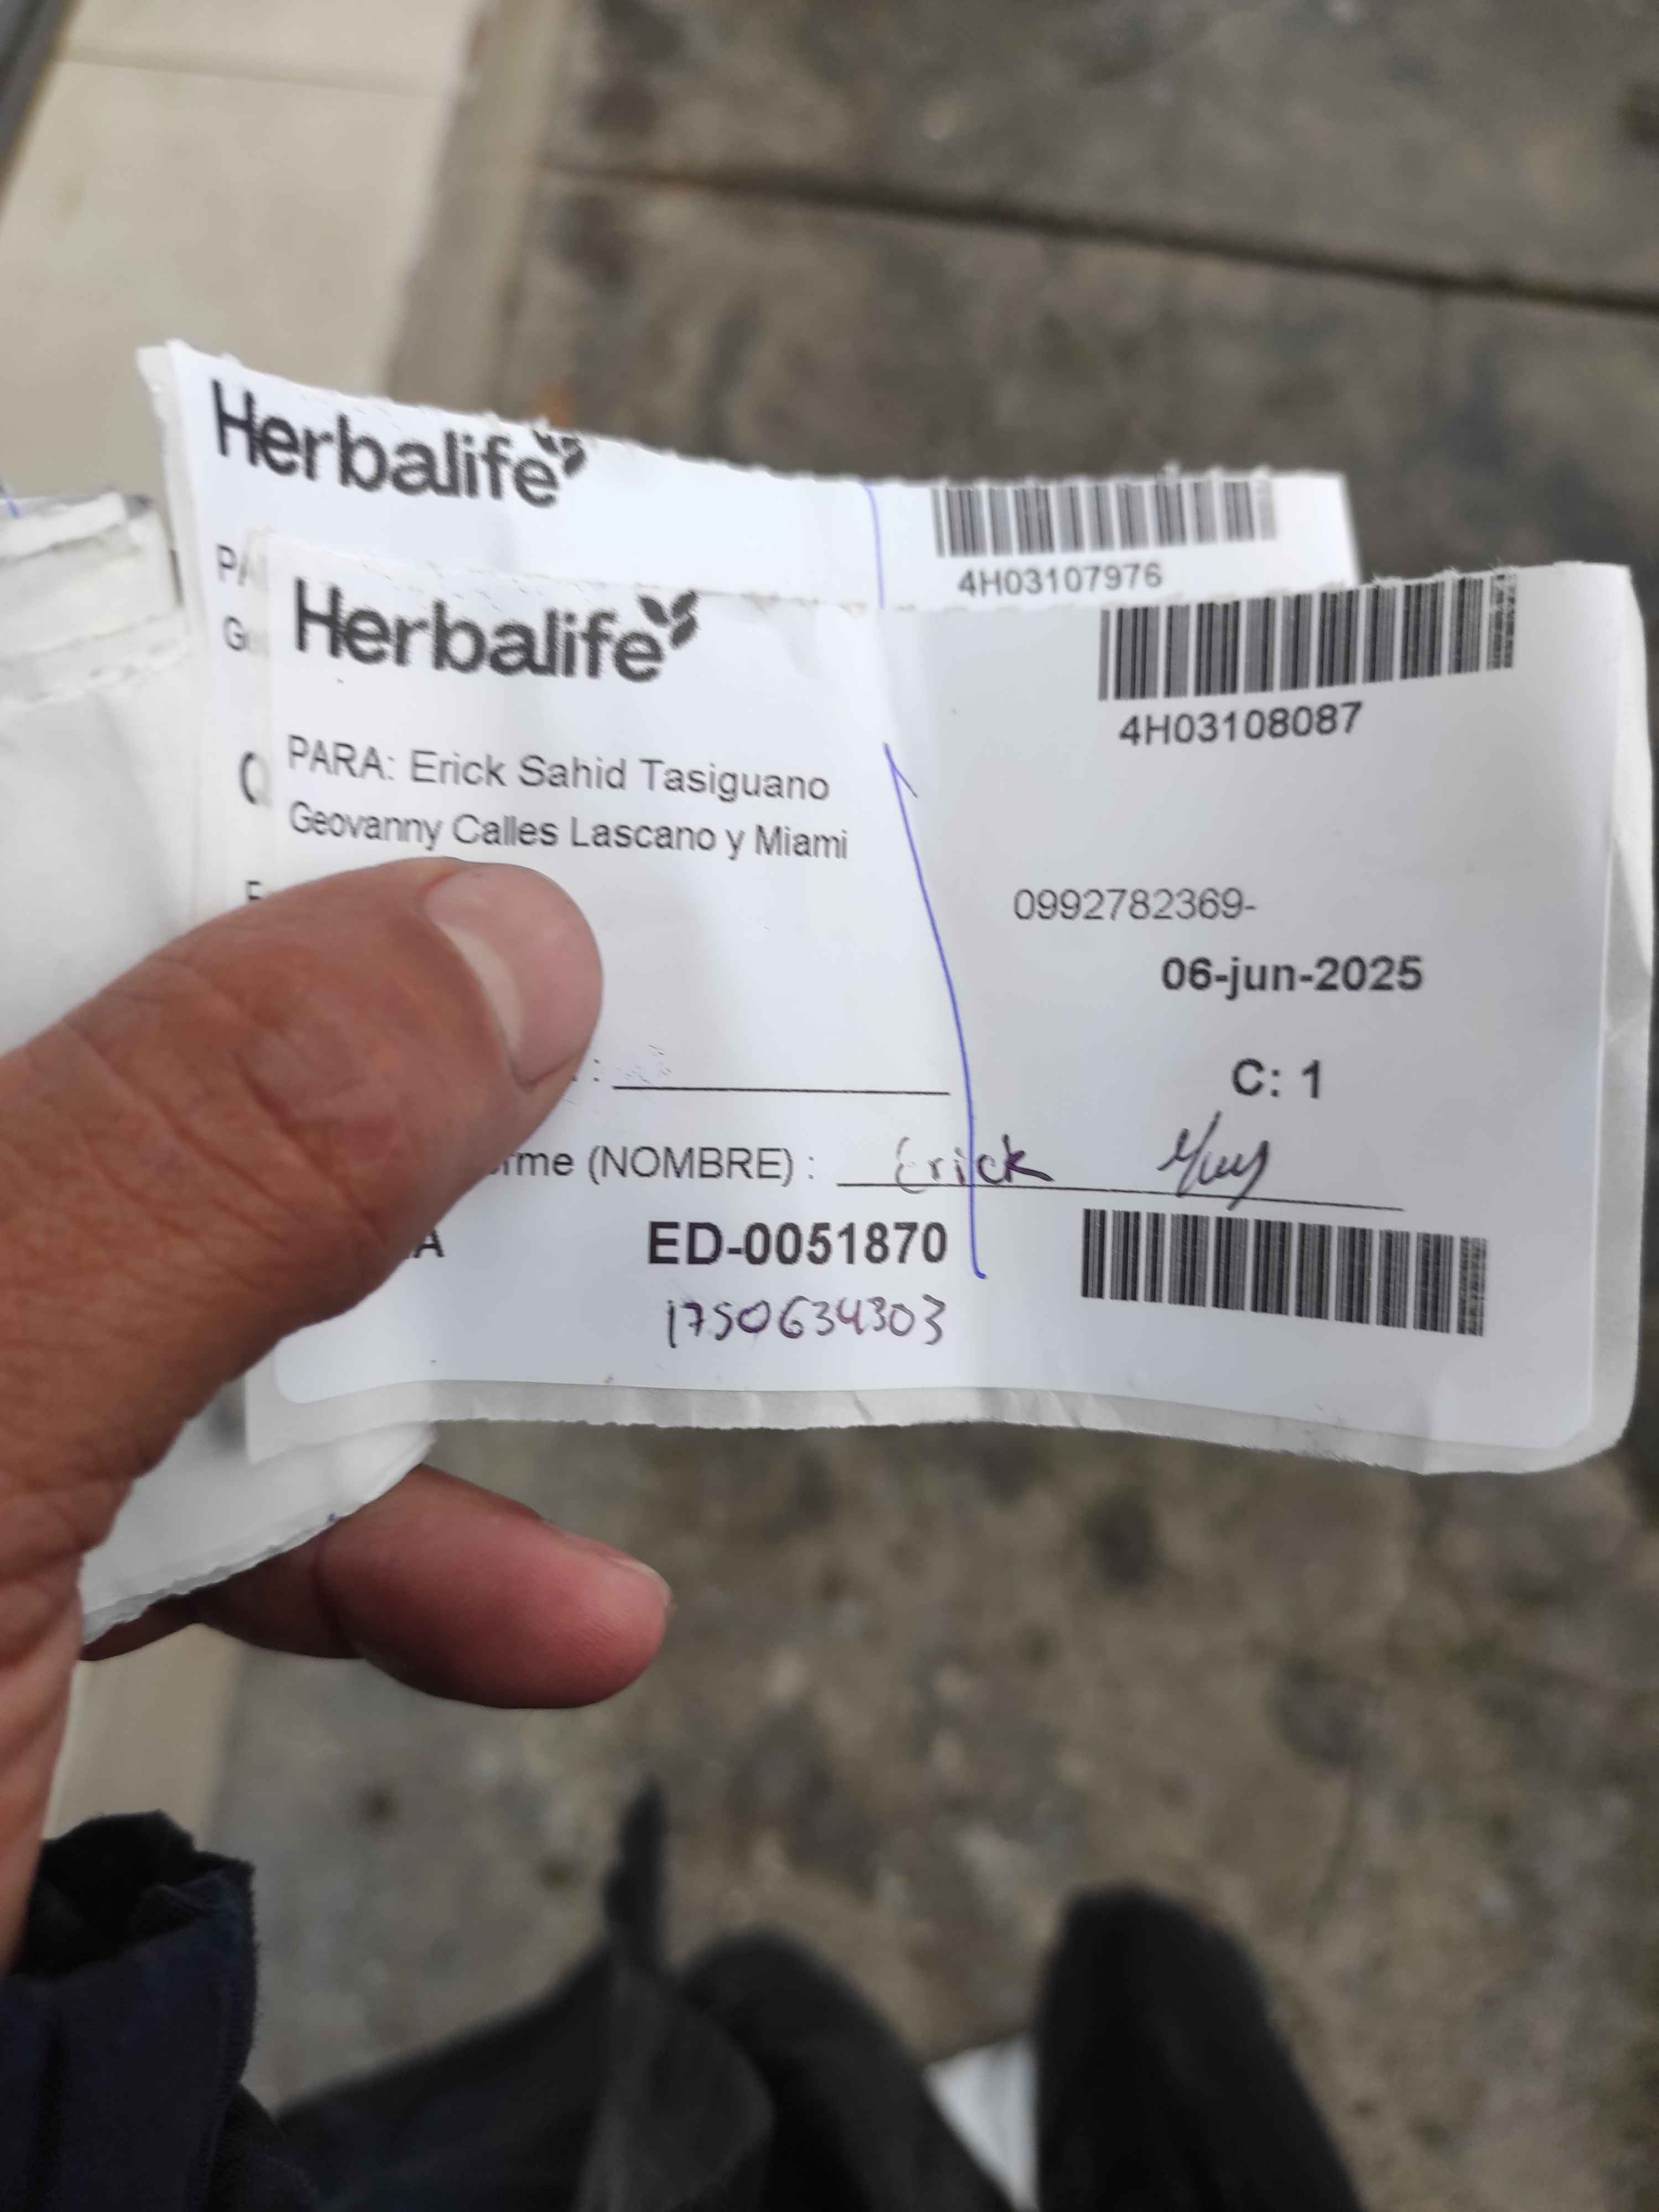 Herbalife
4H03107976
Herbalife
4H03108087
PARA: Erick Sahid Tasiguano
Geovanny Calles Lascano y Miami
0992782369-
06-jun-2025
C: 1
(NOMBRE) : Erick
ED-0051870
1750634303